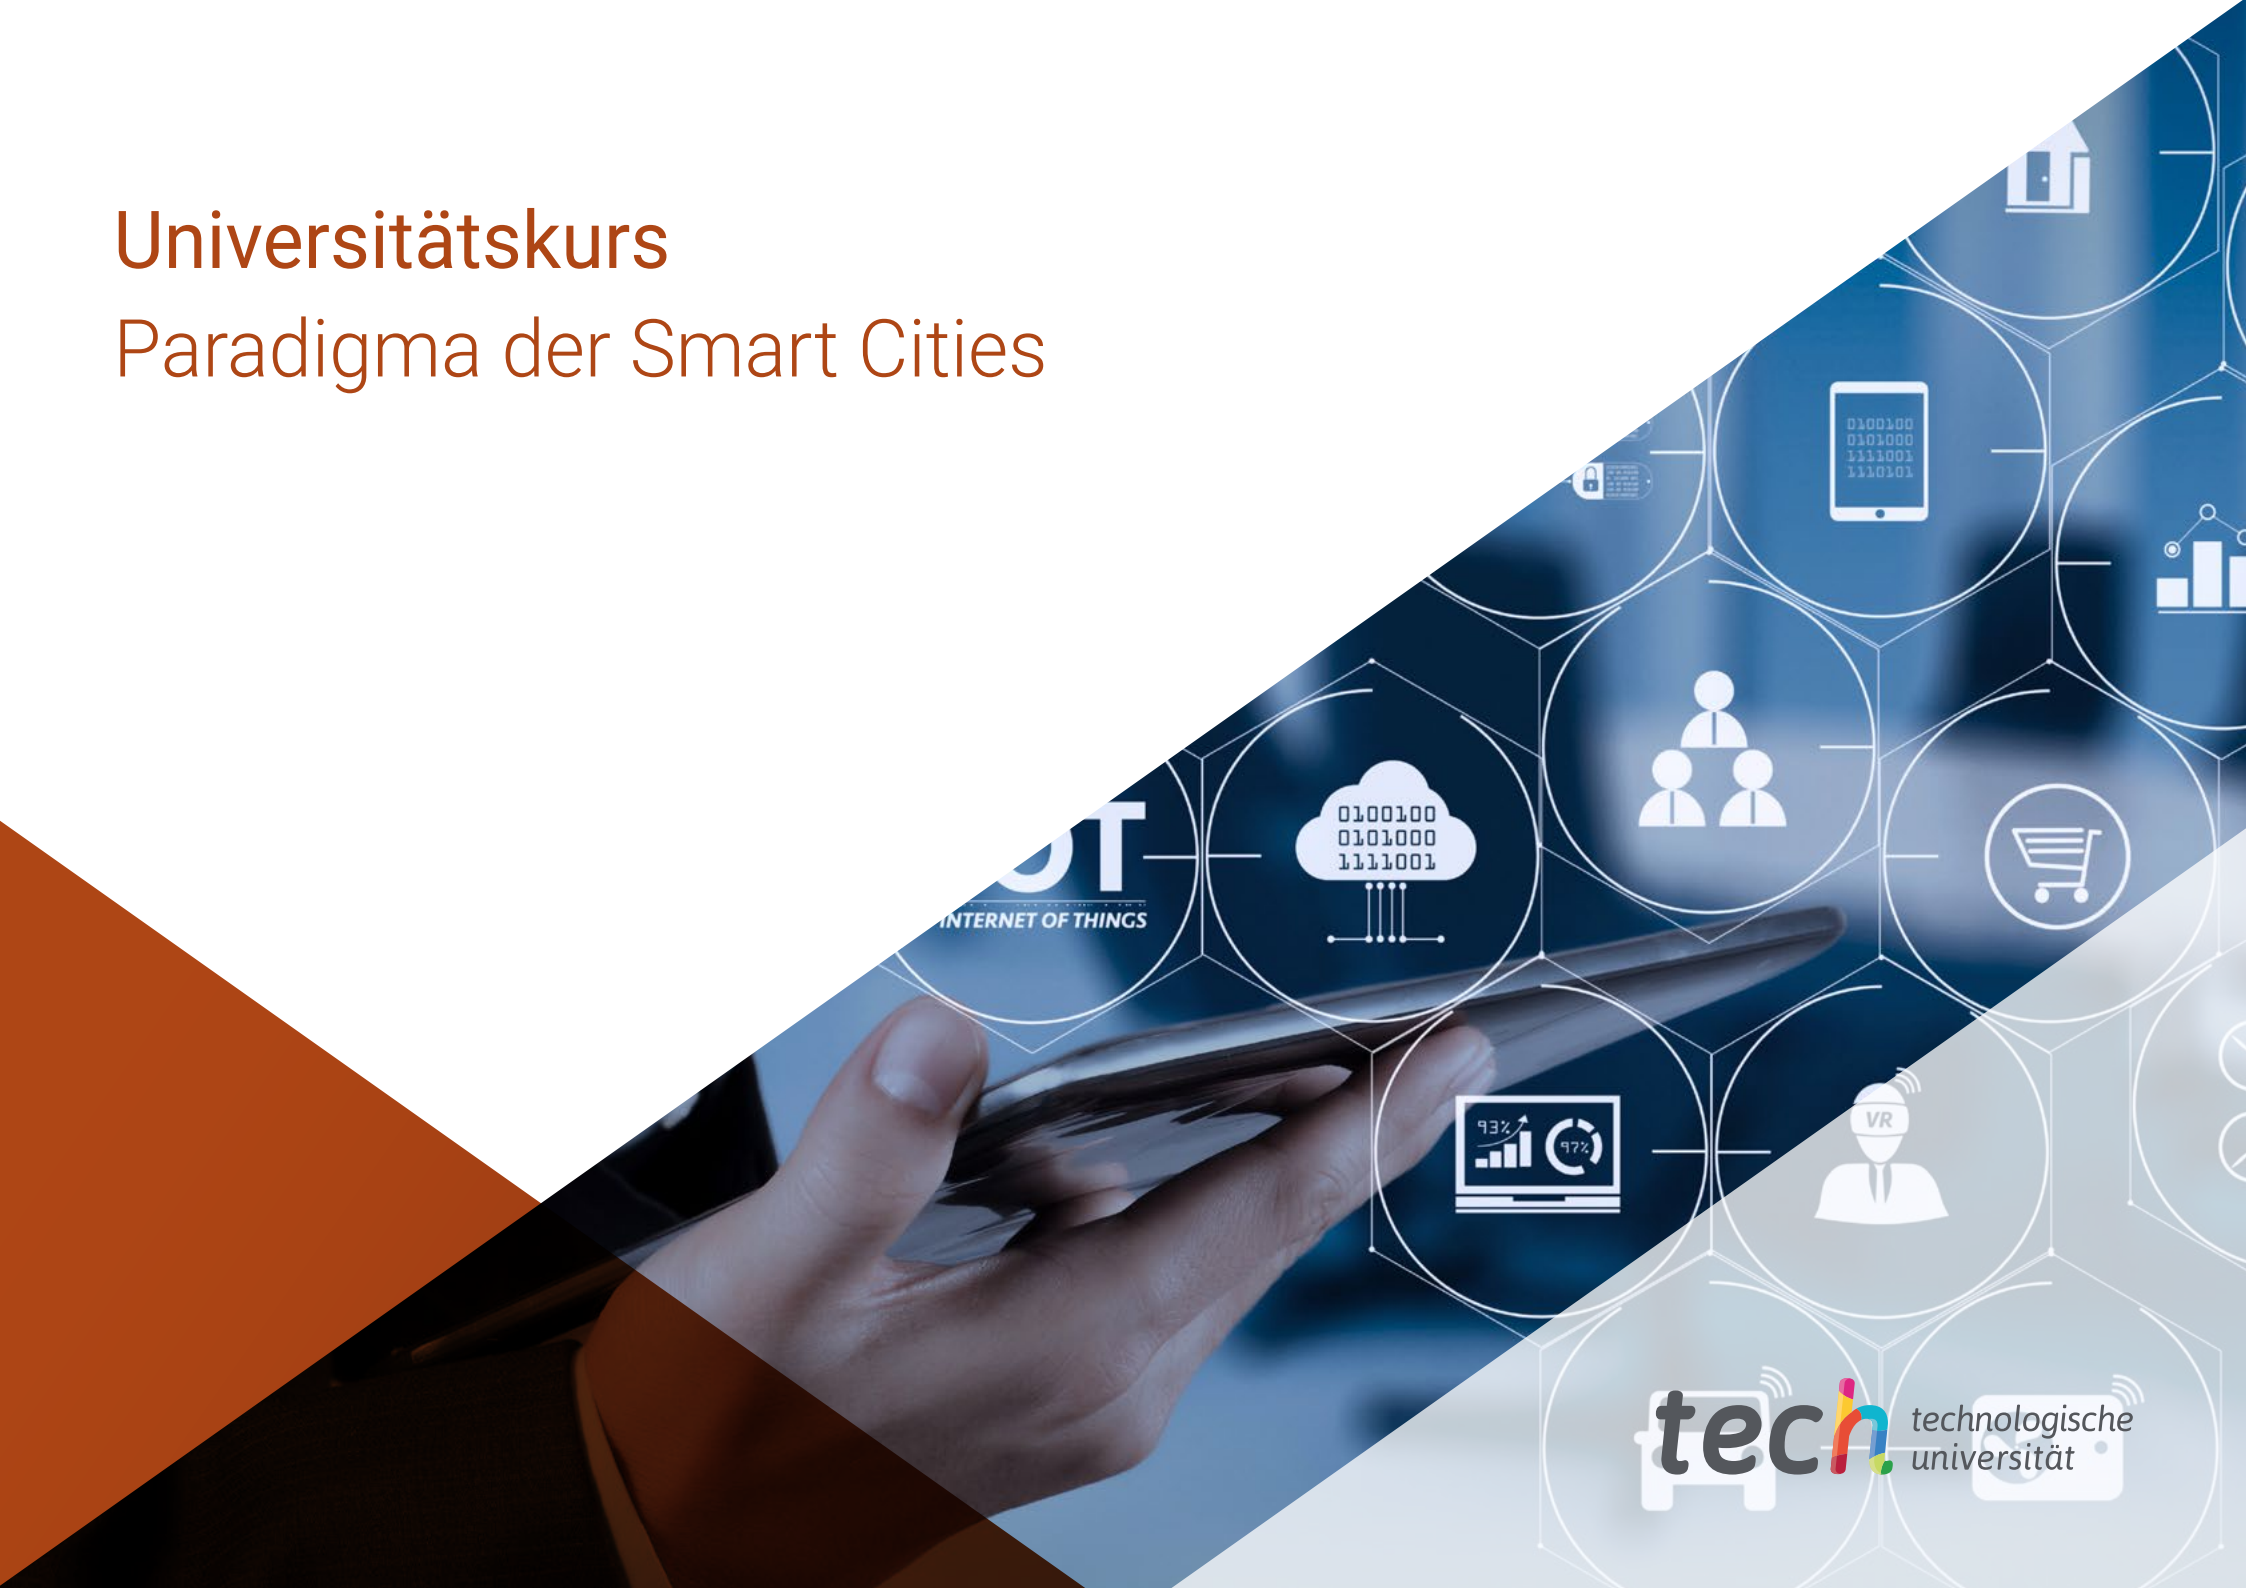 Universitätskurs
Paradigma der Smart Cities
0100100
0101000
1111001
1110101
OT
INTERNET OF THINGS
0100100
0101000
1111001
93%
97%
VR
tech technologische
universität